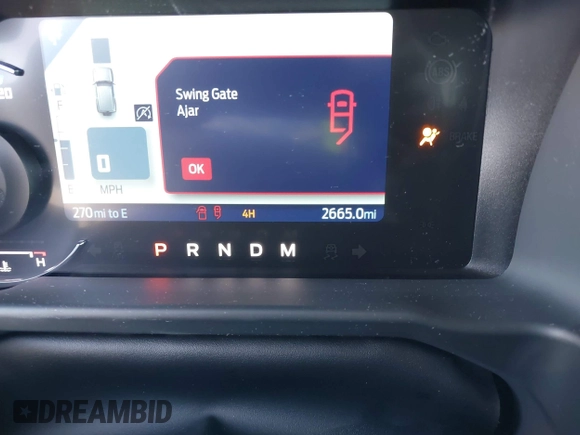 Swing Gate
Ajar
OK
0
MPH
270 mi to E
4H
2665.0mi
H
P R N D M
DREAMBID